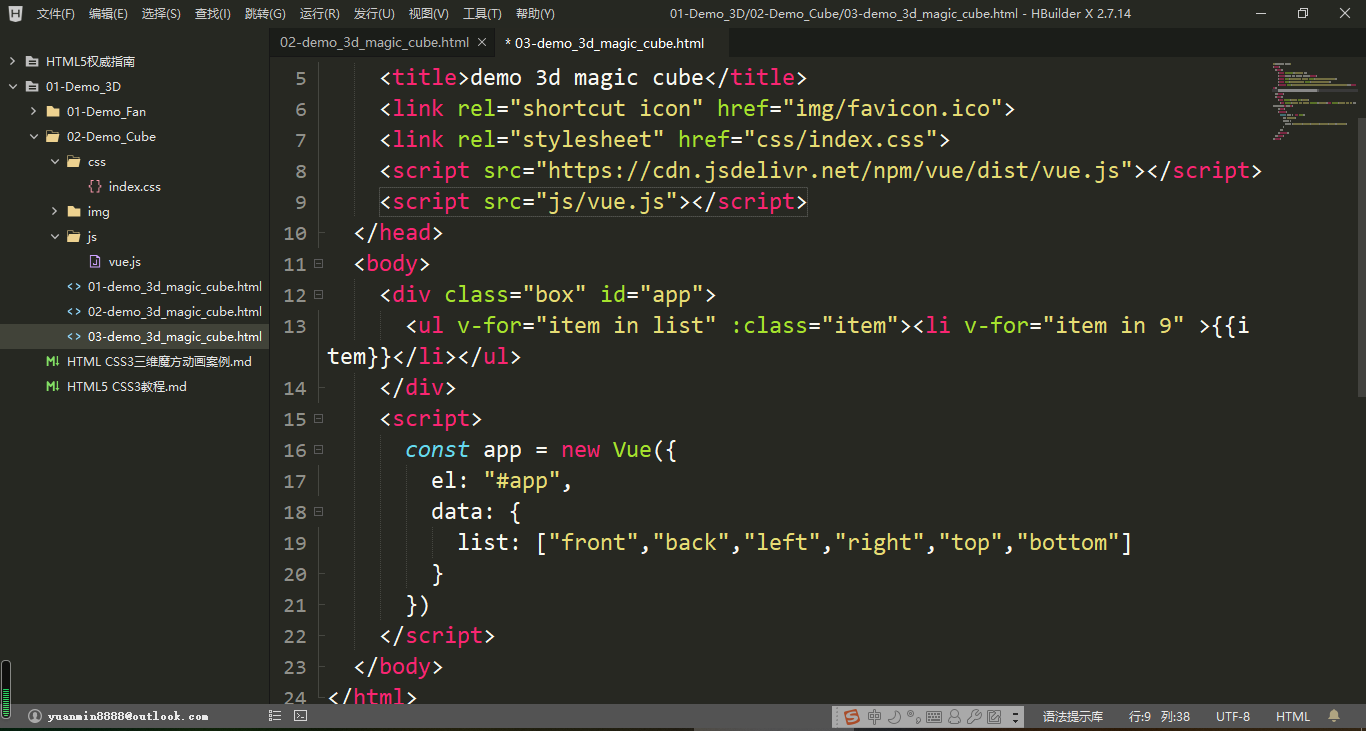 文件(F) 编辑(E) 选择(S) 查找(I) 跳转(G) 运行(R) 发行(U) 视图(V) 工具(T) 帮助(Y) 01-Demo_3D/02-Demo_Cube/03-demo_3d_magic_cube.html - HBuilder X 2.7.14
HTML5权威指南
01-Demo_3D
01-Demo_Fan
02-Demo_Cube
css
index.css
img
js
vue.js
01-demo_3d_magic_cube.html
02-demo_3d_magic_cube.html
03-demo_3d_magic_cube.html
HTML CSS3三维魔方动画案例.md
HTML5 CSS3教程.md
02-demo_3d_magic_cube.html * 03-demo_3d_magic_cube.html
5 <title>demo 3d magic cube</title>
6 <link rel="shortcut icon" href="img/favicon.ico">
7 <link rel="stylesheet" href="css/index.css">
8 <script src="https://cdn.jsdelivr.net/npm/vue/dist/vue.js"></script>
9 <script src="js/vue.js"></script>
10 </head>
11 <body>
12 <div class="box" id="app">
13 <ul v-for="item in list" :class="item"><li v-for="item in 9" >{{i
tem}}</li></ul>
14 </div>
15 <script>
16 const app = new Vue({
17 el: "#app",
18 data: {
19 list: ["front","back","left","right","top","bottom"]
20 }
21 })
22 </script>
23 </body>
24 </html>
yuanmin8888@outlook.com 中 语法提示库 行:9 列:38 UTF-8 HTML